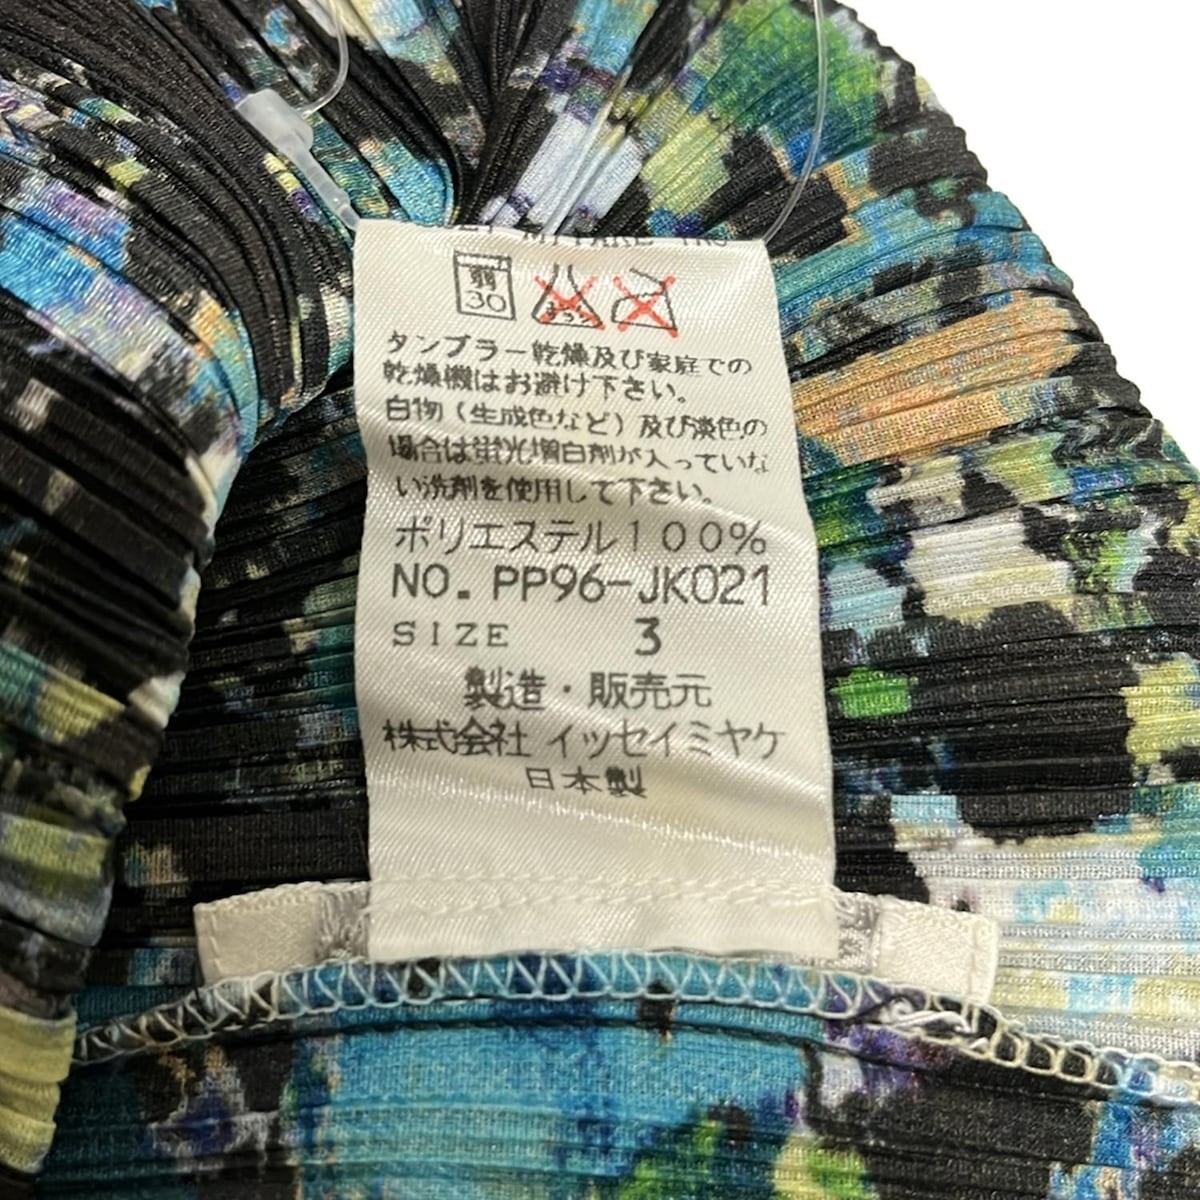 MIYAKE INC
弱
30
タンブラー乾燥及び家庭での
乾燥機はお避け下さい。
白物（生成色など）及び淡色の
場合は蛍光増白剤が入っていな
い洗剤を使用して下さい。
ポリエステル100%
NO. PP96-JK021
SIZE 3
製造・販売元
株式会社 イッセイミヤケ
日本製